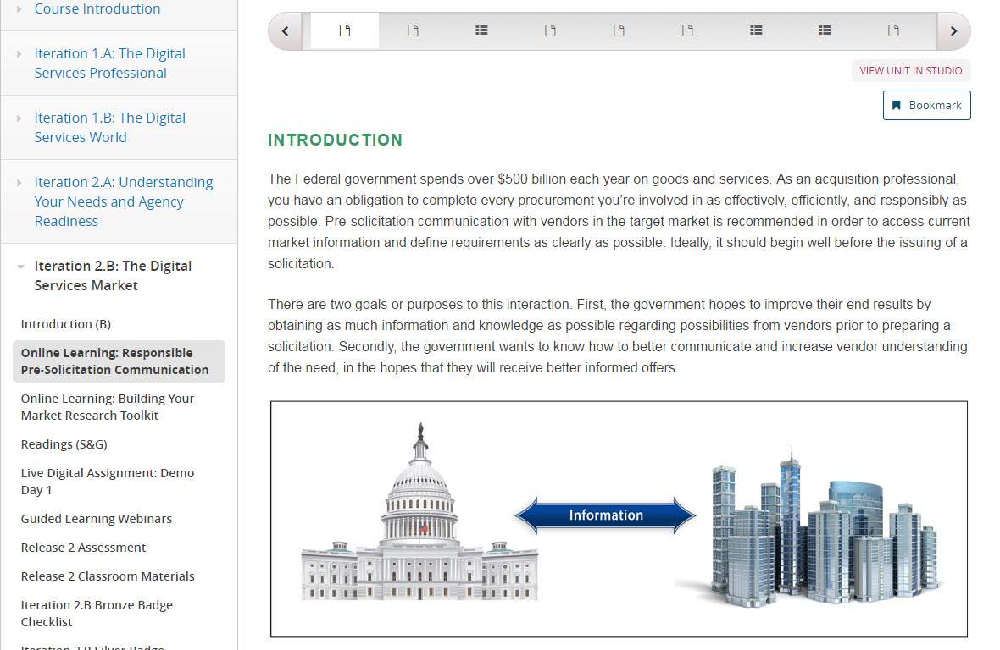 Course Introduction
Iteration 1.A: The Digital
Services Professional
Iteration 1.B: The Digital
Services World
Iteration 2.A: Understanding
Your Needs and Agency
Readiness
Iteration 2.B: The Digital
Services Market
Introduction (B)
Online Learning: Responsible
Pre-Solicitation Communication
Online Learning: Building Your
Market Research Toolkit
Readings (S&G)
Live Digital Assignment: Demo
Day 1
Guided Learning Webinars
Release 2 Assessment
Release 2 Classroom Materials
Iteration 2.B Bronze Badge
Checklist
Iteration 2.B Silver Badge
VIEW UNIT IN STUDIO
Bookmark
INTRODUCTION
The Federal government spends over $500 billion each year on goods and services. As an acquisition professional,
you have an obligation to complete every procurement you’re involved in as effectively, efficiently, and responsibly as
possible. Pre-solicitation communication with vendors in the target market is recommended in order to access current
market information and define requirements as clearly as possible. Ideally, it should begin well before the issuing of a
solicitation.
There are two goals or purposes to this interaction. First, the government hopes to improve their end results by
obtaining as much information and knowledge as possible regarding possibilities from vendors prior to preparing a
solicitation. Secondly, the government wants to know how to better communicate and increase vendor understanding
of the need, in the hopes that they will receive better informed offers.
Information